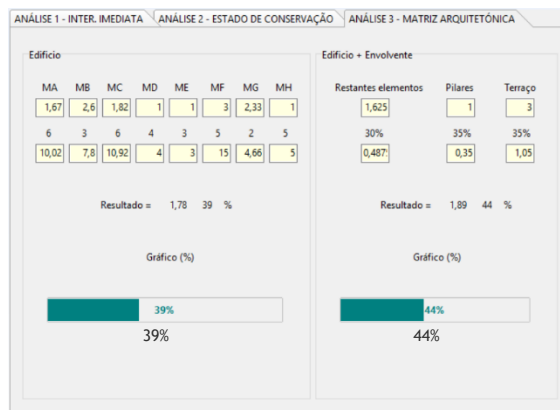 ANÁLISE 1 - INTER. IMEDIATA ANÁLISE 2 - ESTADO DE CONSERVAÇÃO ANÁLISE 3 - MATRIZ ARQUITETÓNICA
Edificio
MA MB MC MD ME MF MG MH
1,67 2,6 1,82 1 1 3 2,33 1
6 3 6 4 3 5 2 5
10,02 7,8 10,92 4 3 15 4,66 5
Resultado = 1,78 39 %
Gráfico (%)
39%
39%
Edificio + Envolvente
Restantes elementos Pilares Terraço
1,625 1 3
30% 35% 35%
0,487 0,35 1,05
Resultado = 1,89 44 %
Gráfico (%)
44%
44%